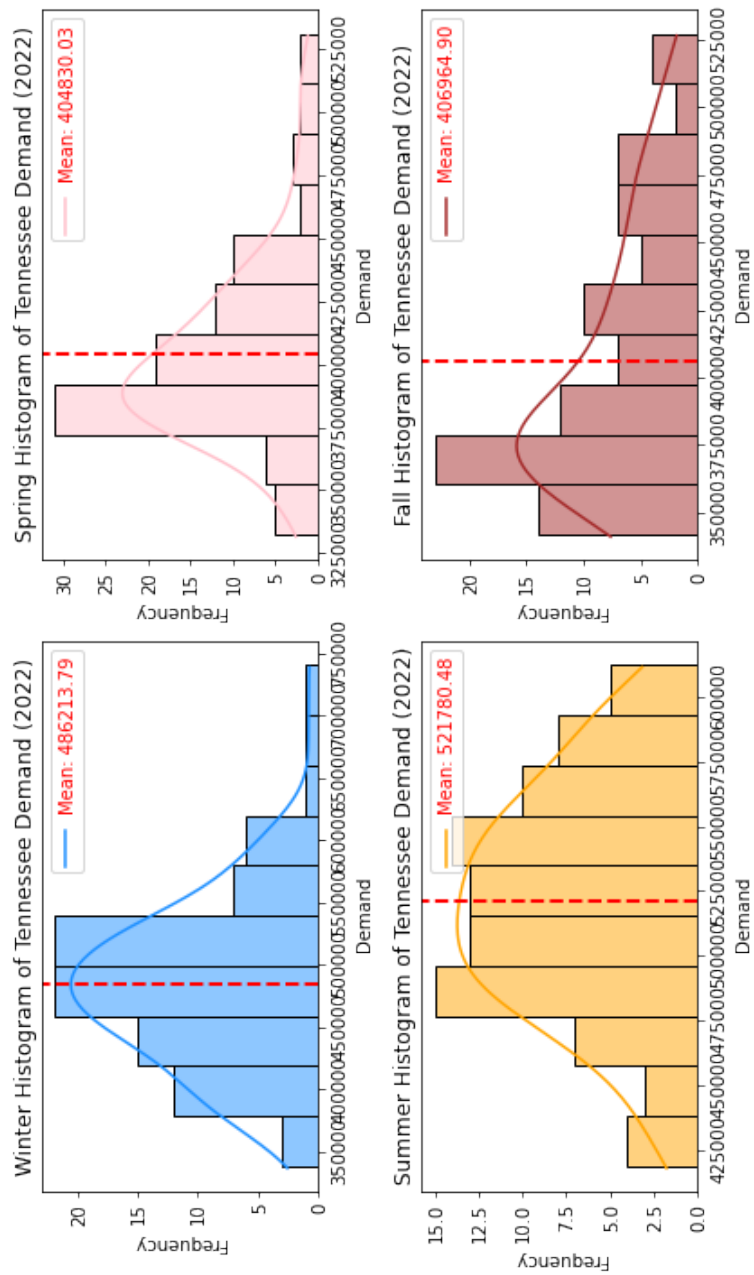 Winter Histogram of Tennessee Demand (2022)
Mean: 486213.79
Frequency
20
15
10
5
0
350000 400000 450000 500000 550000 600000 650000 700000 750000
Demand
Spring Histogram of Tennessee Demand (2022)
Mean: 404830.03
Frequency
30
25
20
15
10
5
0
325000 350000 375000 400000 425000 450000 475000 500000 525000
Demand
Summer Histogram of Tennessee Demand (2022)
Mean: 521780.48
Frequency
15.0
12.5
10.0
7.5
5.0
2.5
0.0
425000 450000 475000 500000 525000 550000 575000 600000
Demand
Fall Histogram of Tennessee Demand (2022)
Mean: 406964.90
Frequency
20
15
10
5
0
350000 375000 400000 425000 450000 475000 500000 525000
Demand